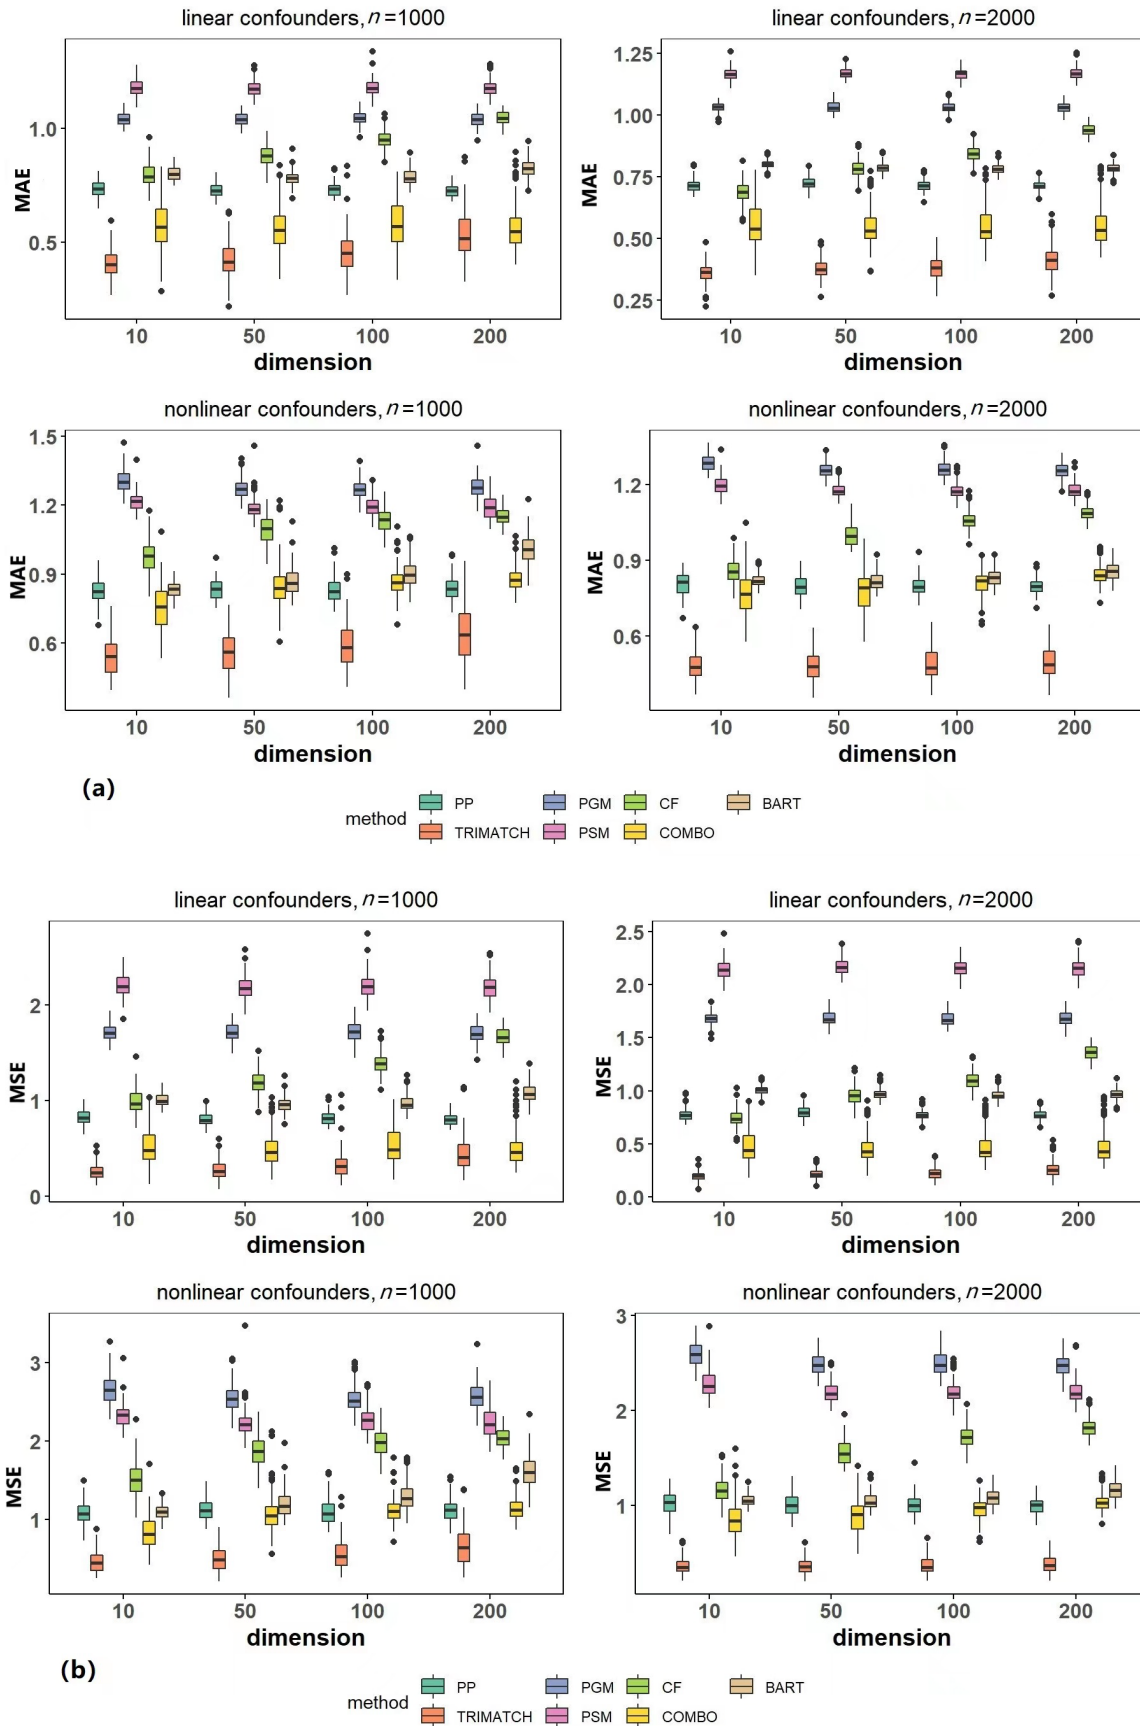 linear confounders, n=1000
linear confounders, n=2000
MAE
1.0
0.5
10
50
100
200
dimension
MAE
1.25
1.00
0.75
0.50
0.25
10
50
100
200
dimension
nonlinear confounders, n=1000
nonlinear confounders, n=2000
MAE
1.5
1.2
0.9
0.6
10
50
100
200
dimension
MAE
1.2
0.9
0.6
10
50
100
200
dimension
(a)
method
PP
PGM
CF
BART
TRIMATCH
PSM
COMBO
linear confounders, n=1000
linear confounders, n=2000
MSE
2
1
0
10
50
100
200
dimension
MSE
2.5
2.0
1.5
1.0
0.5
0.0
10
50
100
200
dimension
nonlinear confounders, n=1000
nonlinear confounders, n=2000
MSE
3
2
1
10
50
100
200
dimension
MSE
3
2
1
10
50
100
200
dimension
(b)
method
PP
PGM
CF
BART
TRIMATCH
PSM
COMBO